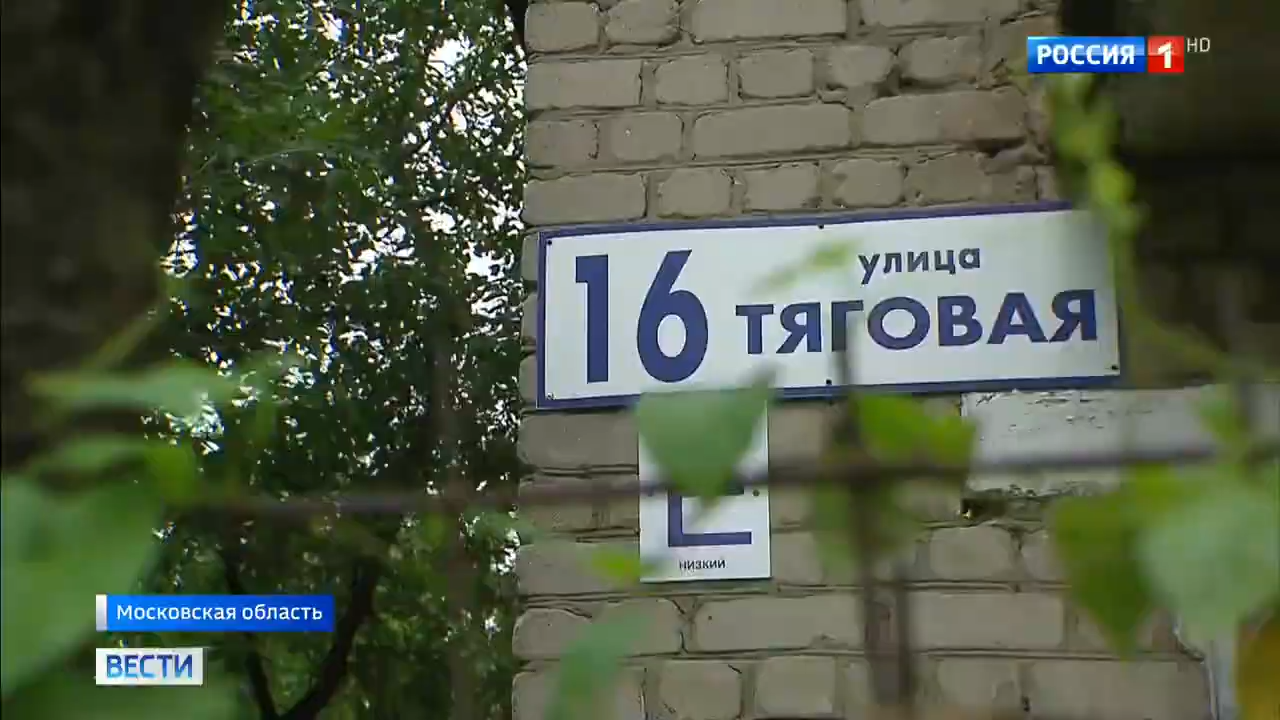 РОССИЯ 1 HD
16 улица
ТЯГОВАЯ
низкий
Московская область
ВЕСТИ